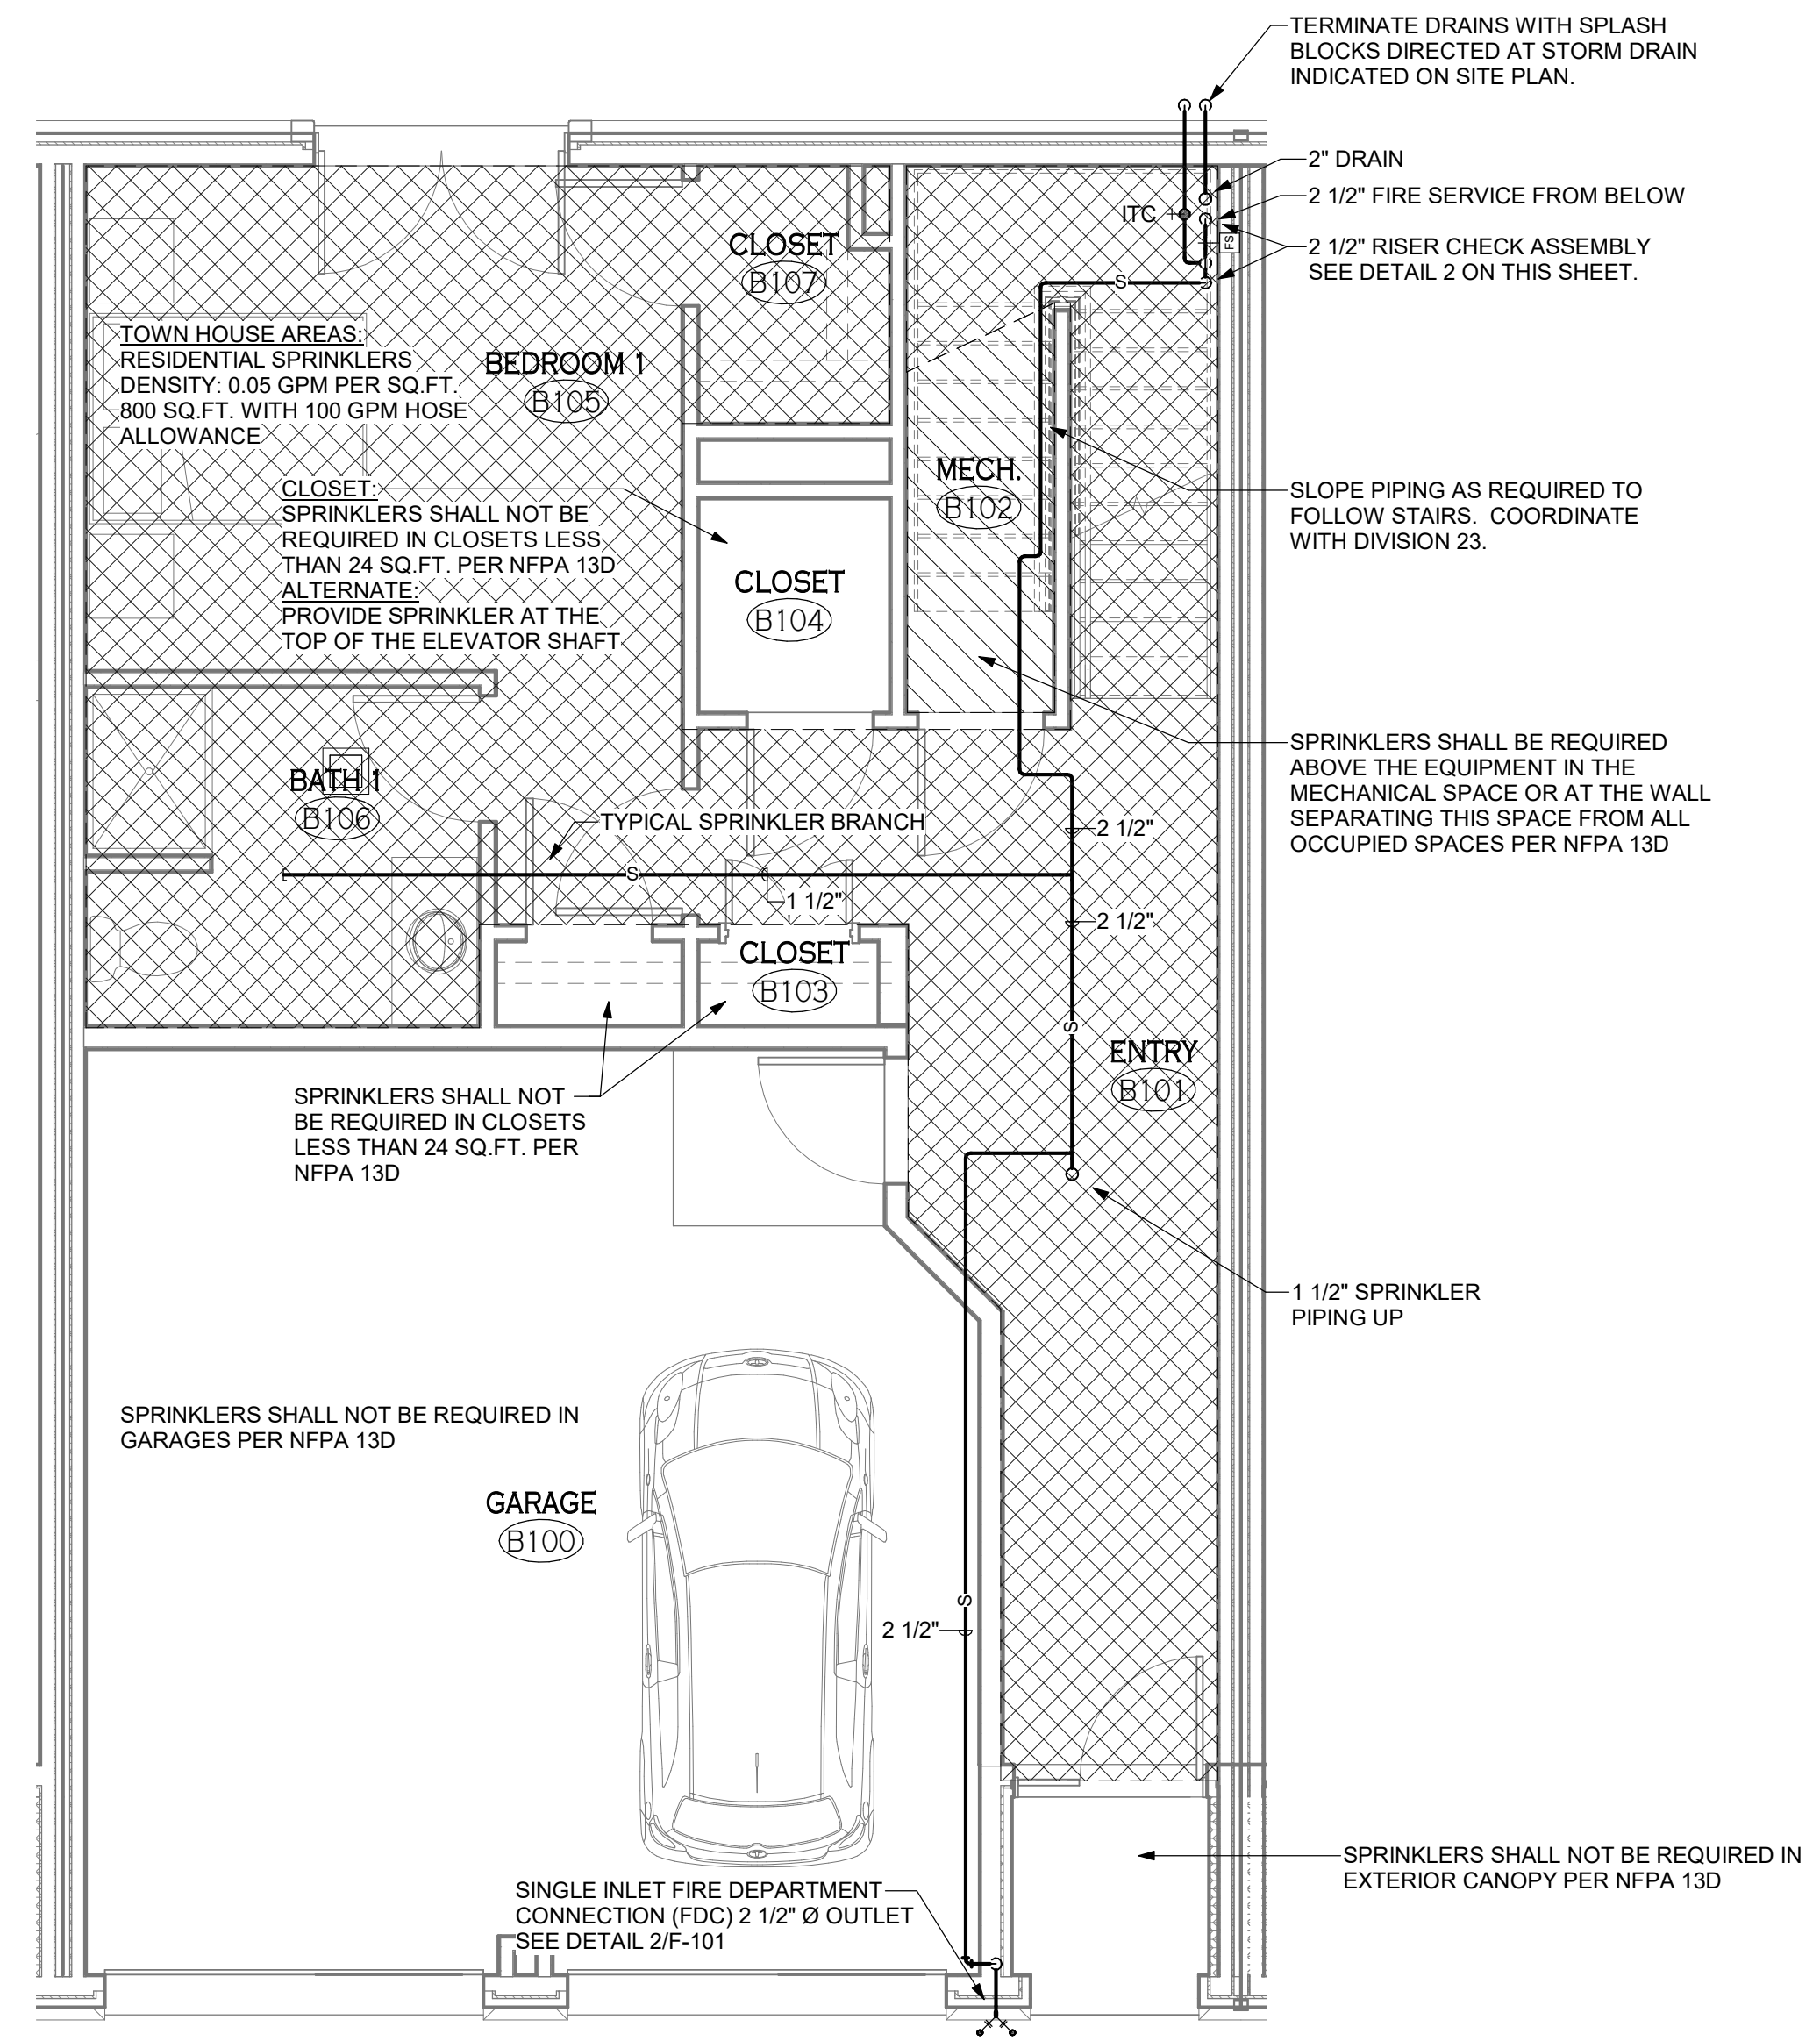 TERMINATE DRAINS WITH SPLASH
BLOCKS DIRECTED AT STORM DRAIN
INDICATED ON SITE PLAN.
2" DRAIN
2 1/2" FIRE SERVICE FROM BELOW
ITC
FS
2 1/2" RISER CHECK ASSEMBLY
SEE DETAIL 2 ON THIS SHEET.
S
CLOSET
B107
TOWN HOUSE AREAS:
RESIDENTIAL SPRINKLERS
DENSITY: 0.05 GPM PER SQ.FT.
800 SQ.FT. WITH 100 GPM HOSE
ALLOWANCE
BEDROOM 1
B105
CLOSET:
SPRINKLERS SHALL NOT BE
REQUIRED IN CLOSETS LESS
THAN 24 SQ.FT. PER NFPA 13D
ALTERNATE:
PROVIDE SPRINKLER AT THE
TOP OF THE ELEVATOR SHAFT
MECH.
B102
SLOPE PIPING AS REQUIRED TO
FOLLOW STAIRS.  COORDINATE
WITH DIVISION 23.
CLOSET
B104
SPRINKLERS SHALL BE REQUIRED
ABOVE THE EQUIPMENT IN THE
MECHANICAL SPACE OR AT THE WALL
SEPARATING THIS SPACE FROM ALL
OCCUPIED SPACES PER NFPA 13D
BATH 1
B106
TYPICAL SPRINKLER BRANCH
2 1/2"
S
1 1/2"
2 1/2"
CLOSET
B103
S
ENTRY
B101
SPRINKLERS SHALL NOT
BE REQUIRED IN CLOSETS
LESS THAN 24 SQ.FT. PER
NFPA 13D
1 1/2" SPRINKLER
PIPING UP
SPRINKLERS SHALL NOT BE REQUIRED IN
GARAGES PER NFPA 13D
GARAGE
B100
S
2 1/2"
SPRINKLERS SHALL NOT BE REQUIRED IN
EXTERIOR CANOPY PER NFPA 13D
SINGLE INLET FIRE DEPARTMENT
CONNECTION (FDC) 2 1/2" Ø OUTLET
SEE DETAIL 2/F-101